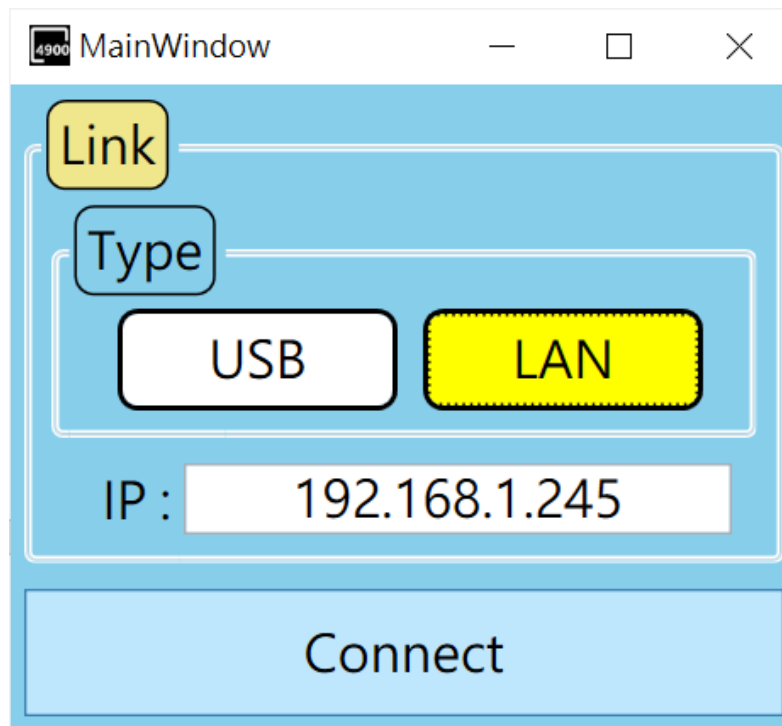 4900 MainWindow
Link
Type
USB LAN
IP : 192.168.1.245
Connect